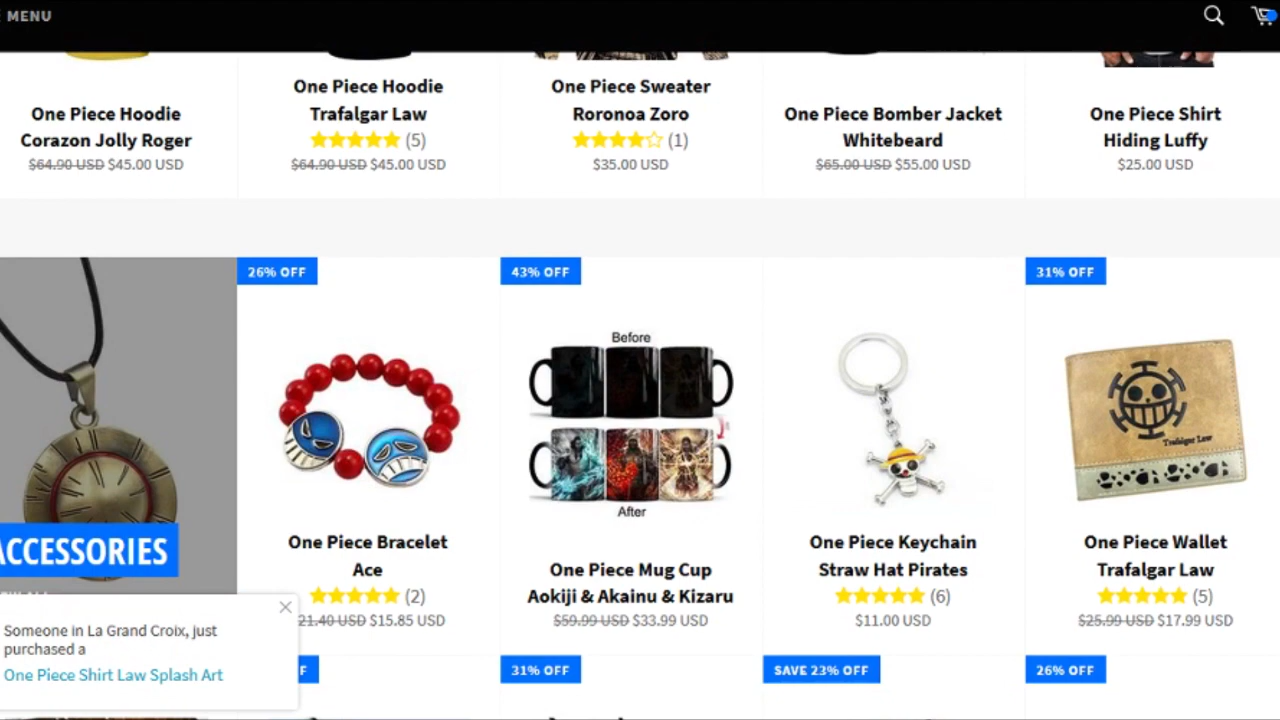 MENU
One Piece Hoodie
Corazon Jolly Roger
$64.90 USD $45.00 USD
One Piece Hoodie
Trafalgar Law
(5)
$64.90 USD $45.00 USD
One Piece Sweater
Roronoa Zoro
(1)
$35.00 USD
One Piece Bomber Jacket
Whitebeard
$65.00 USD $55.00 USD
One Piece Shirt
Hiding Luffy
$25.00 USD
ACCESSORIES
26% OFF
One Piece Bracelet
Ace
(2)
21.40 USD $15.85 USD
43% OFF
Before
After
One Piece Mug Cup
Aokiji & Akainu & Kizaru
$59.99 USD $33.99 USD
One Piece Keychain
Straw Hat Pirates
(6)
$11.00 USD
31% OFF
Trafalgar Law
One Piece Wallet
Trafalgar Law
(5)
$25.99 USD $17.99 USD
Someone in La Grand Croix, just
purchased a
One Piece Shirt Law Splash Art
31% OFF
SAVE 23% OFF
26% OFF